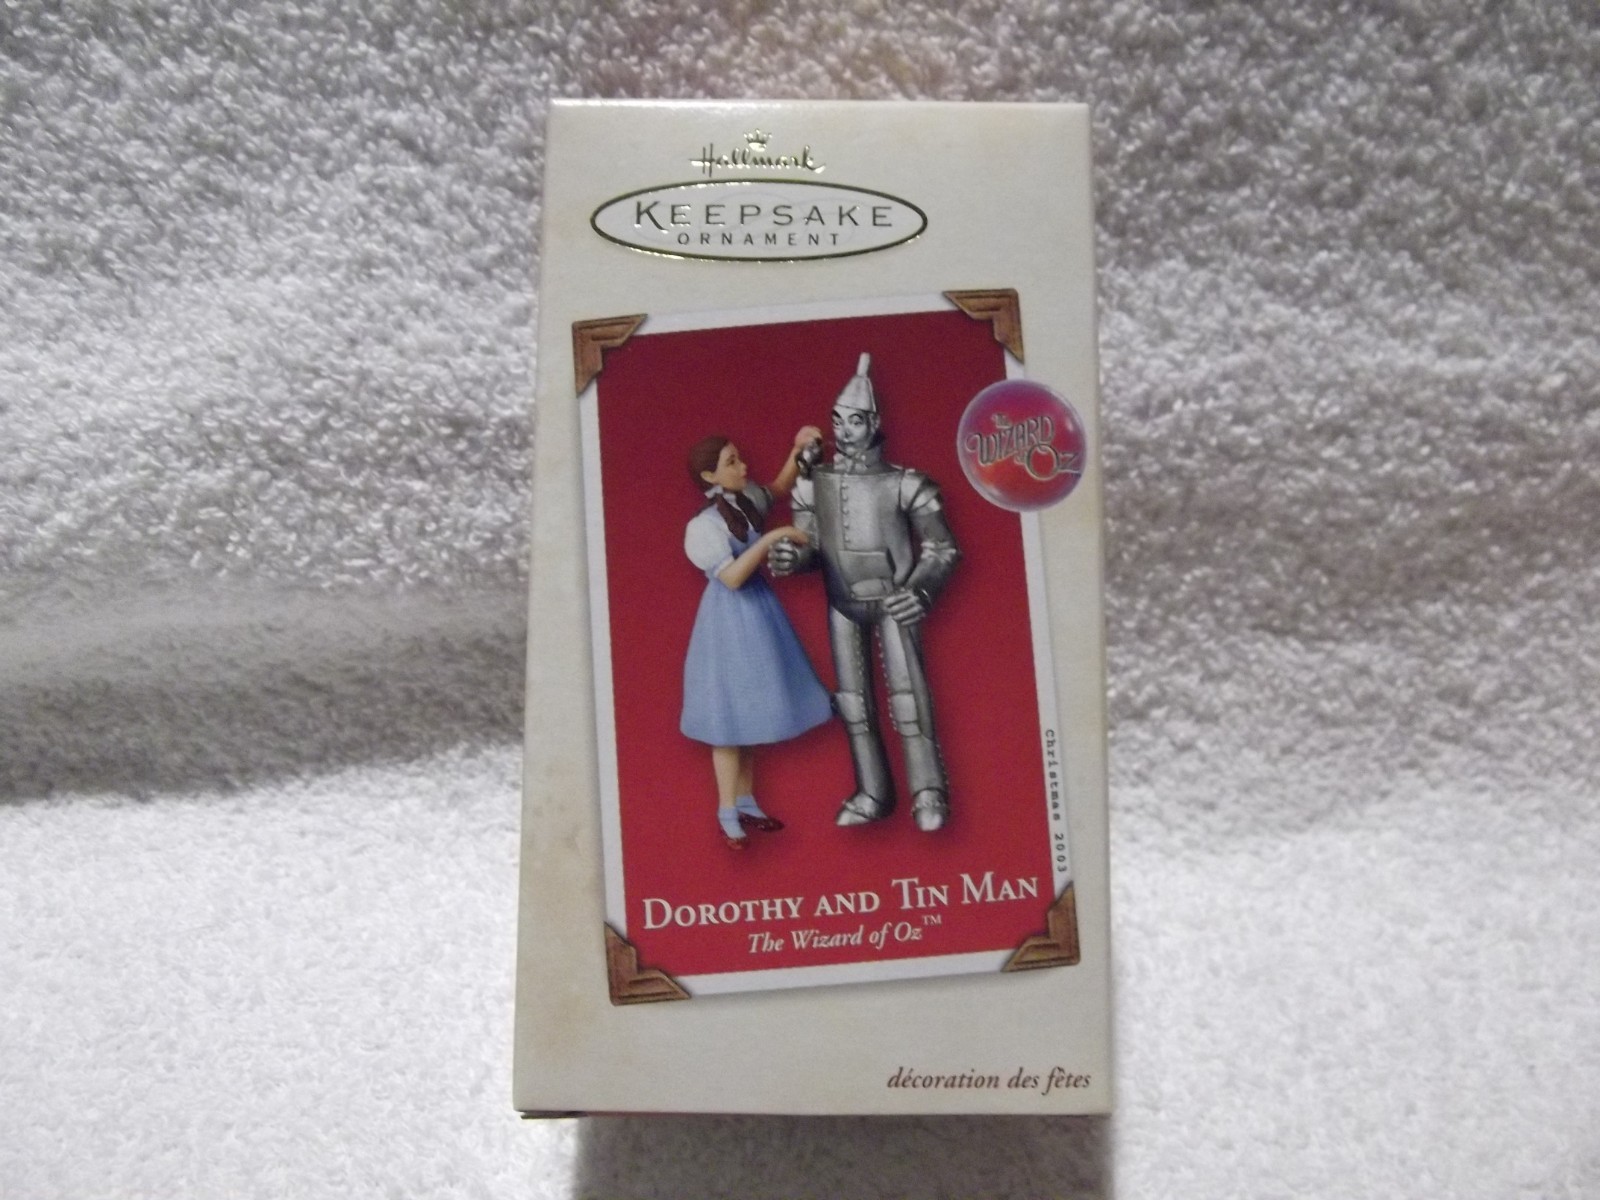 Hallmark
KEEPSAKE
ORNAMENT
THE
WIZARD
OF
OZ
Christmas 2003
DOROTHY AND TIN MAN
The Wizard of Oz™
décoration des fêtes